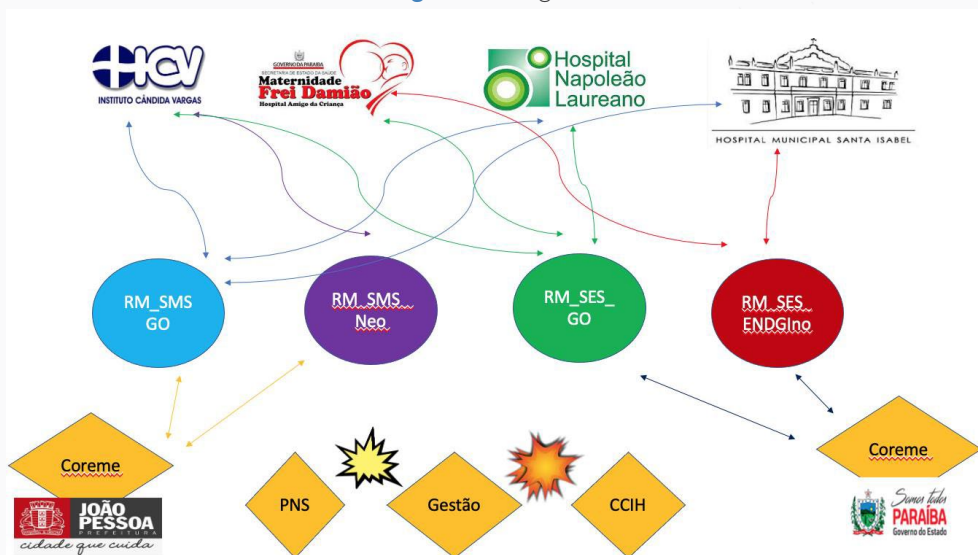 ICV
INSTITUTO CÂNDIDA VARGAS
GOVERNO DA PARAÍBA
SECRETARIA DE ESTADO DA SAÚDE
Maternidade
Frei Damião
Hospital Amigo da Criança
Hospital
Napoleão
Laureano
HOSPITAL MUNICIPAL SANTA ISABEL
RM_SMS
GO
RM_SMS_
Neo
RM_SES_
GO
RM_SES_
ENDGIno
Coreme
PNS
Gestão
CCIH
Coreme
JOÃO
PESSOA
PREFEITURA
cidade que cuida
Somos todos
PARAÍBA
Governo do Estado